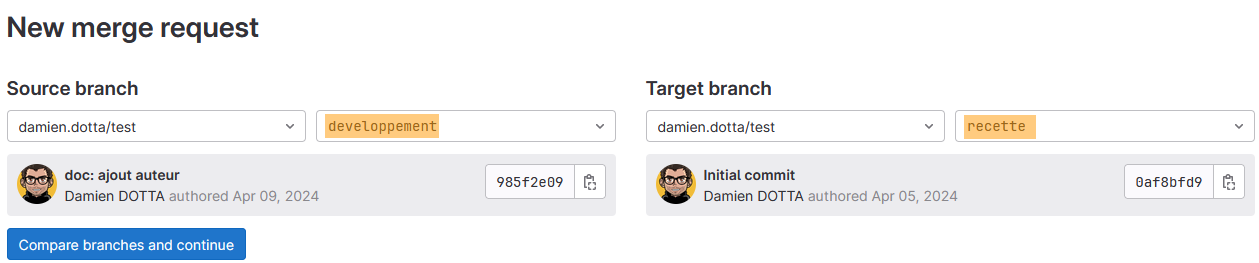 New merge request
Source branch
damien.dotta/test
developpement
doc: ajout auteur
Damien DOTTA authored Apr 09, 2024
985f2e09
Target branch
damien.dotta/test
recette
Initial commit
Damien DOTTA authored Apr 05, 2024
0af8bfd9
Compare branches and continue